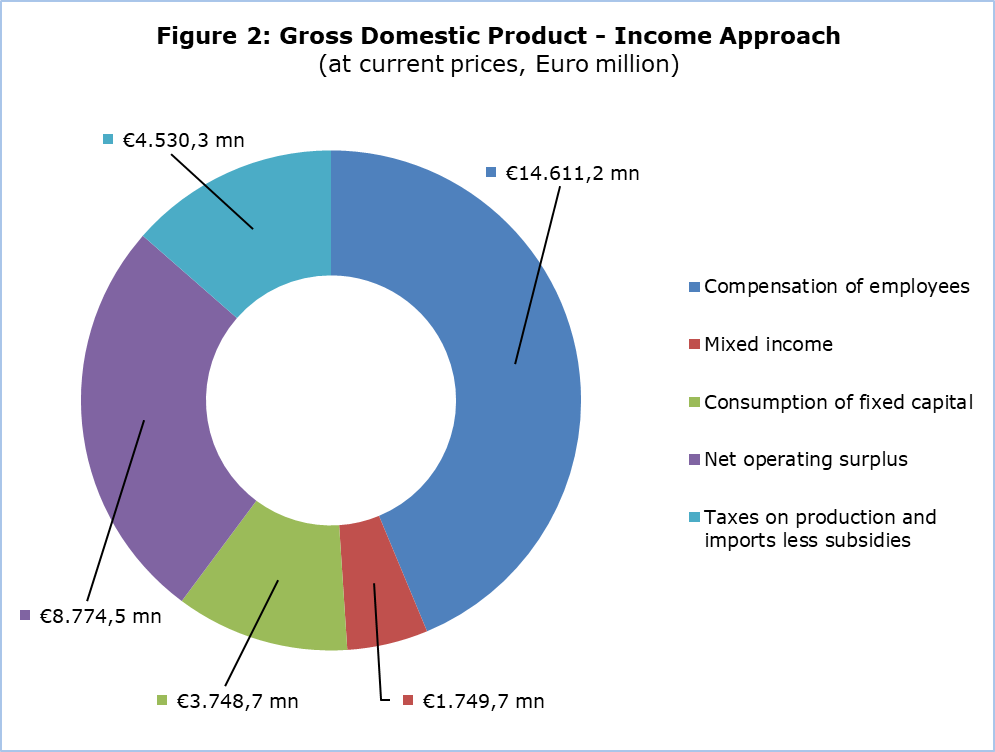 Figure 2: Gross Domestic Product - Income Approach
(at current prices, Euro million)
€4.530,3 mn
€14.611,2 mn
Compensation of employees
Mixed income
Consumption of fixed capital
Net operating surplus
Taxes on production and
imports less subsidies
€8.774,5 mn
€3.748,7 mn
€1.749,7 mn